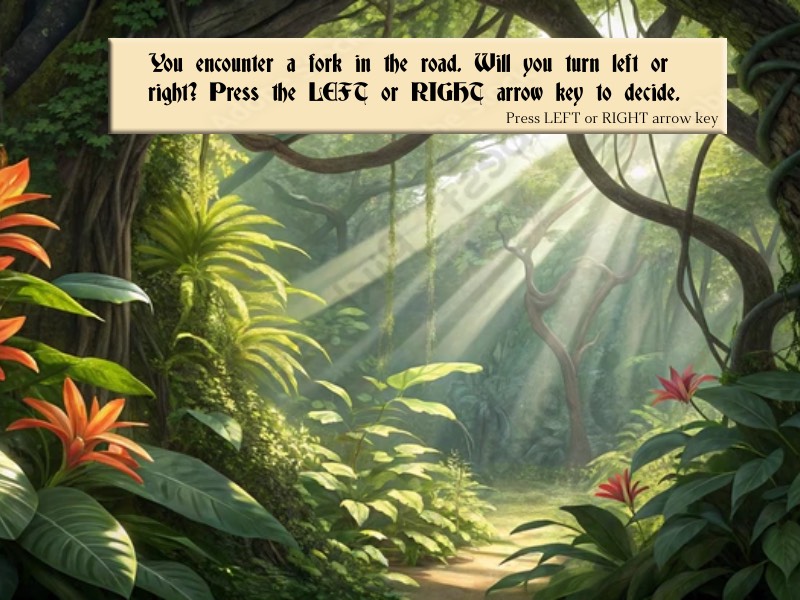 You encounter a fork in the road. Will you turn left or
right? Press the LEFT or RIGHT arrow key to decide.
Press LEFT or RIGHT arrow key